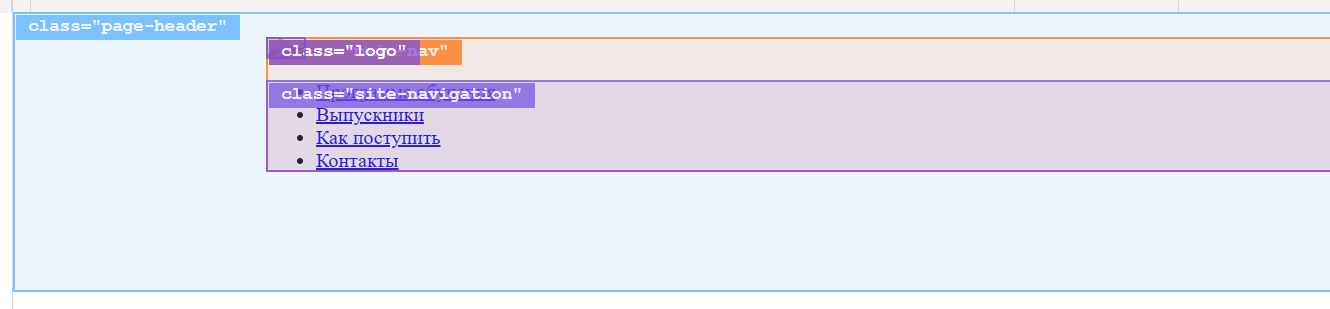 class="page-header"
class="logo"nav"
class="site-navigation"
Выпускники
Как поступить
Контакты